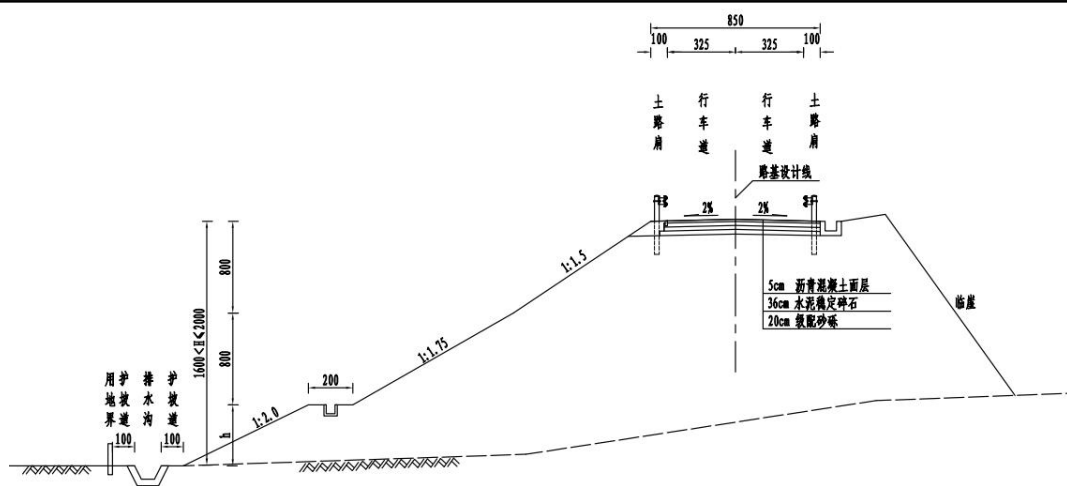 850
100
325
325
100
土路肩
行车道
行车道
土路肩
路基设计线
2%
2%
1:1.5
800
1600<H≤2000
5cm 沥青混凝土面层
36cm 水泥稳定碎石
20cm 级配砂砾
临崖
1:1.75
800
200
用地界
护坡道
排水沟
护坡道
1:2.0
h
100
100